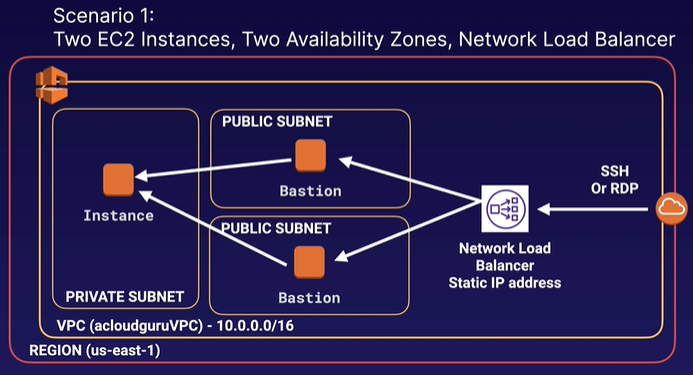 Scenario 1:
Two EC2 Instances, Two Availability Zones, Network Load Balancer
PUBLIC SUBNET
Bastion
Instance
PUBLIC SUBNET
Bastion
SSH
Or RDP
Network Load
Balancer
Static IP address
PRIVATE SUBNET
VPC (acloudguruVPC) - 10.0.0.0/16
REGION (us-east-1)